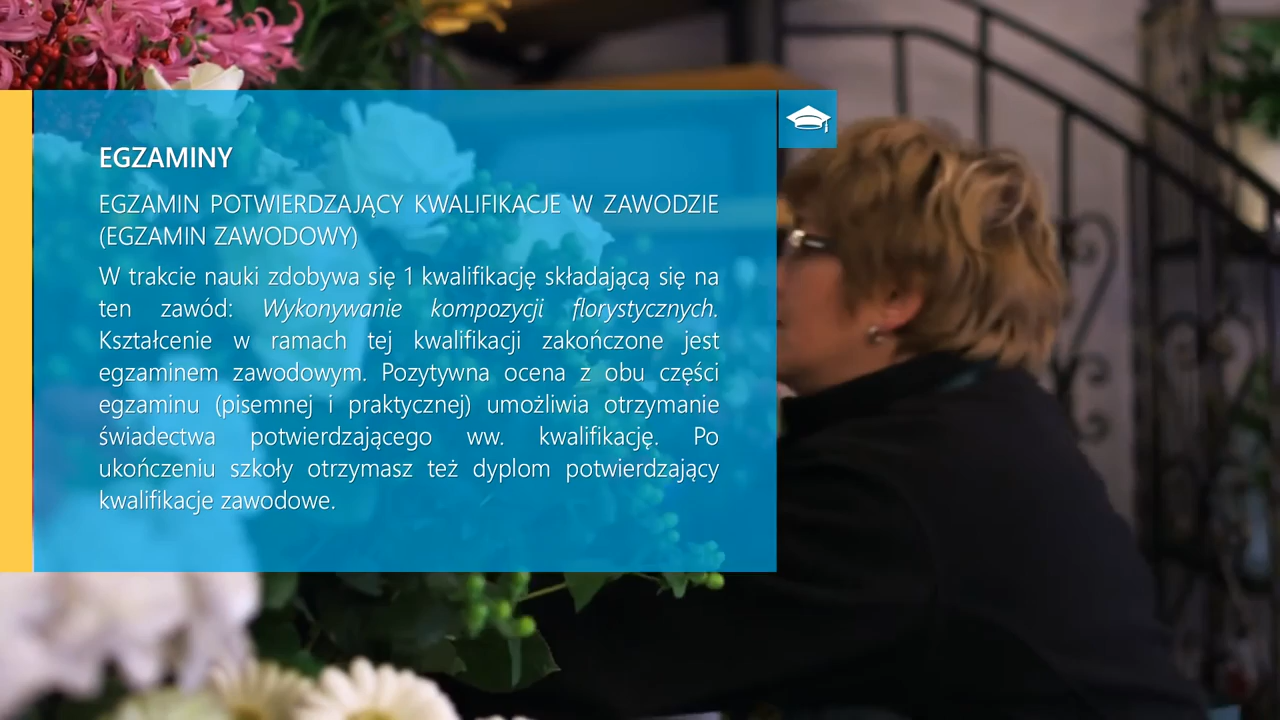 EGZAMINY
EGZAMIN POTWIERDZAJĄCY KWALIFIKACJE W ZAWODZIE
(EGZAMIN ZAWODOWY)
W trakcie nauki zdobywa się 1 kwalifikację składającą się na
ten zawód: Wykonywanie kompozycji florystycznych.
Kształcenie w ramach tej kwalifikacji zakończone jest
egzaminem zawodowym. Pozytywna ocena z obu części
egzaminu (pisemnej i praktycznej) umożliwia otrzymanie
świadectwa potwierdzającego ww. kwalifikację. Po
ukończeniu szkoły otrzymasz też dyplom potwierdzający
kwalifikacje zawodowe.